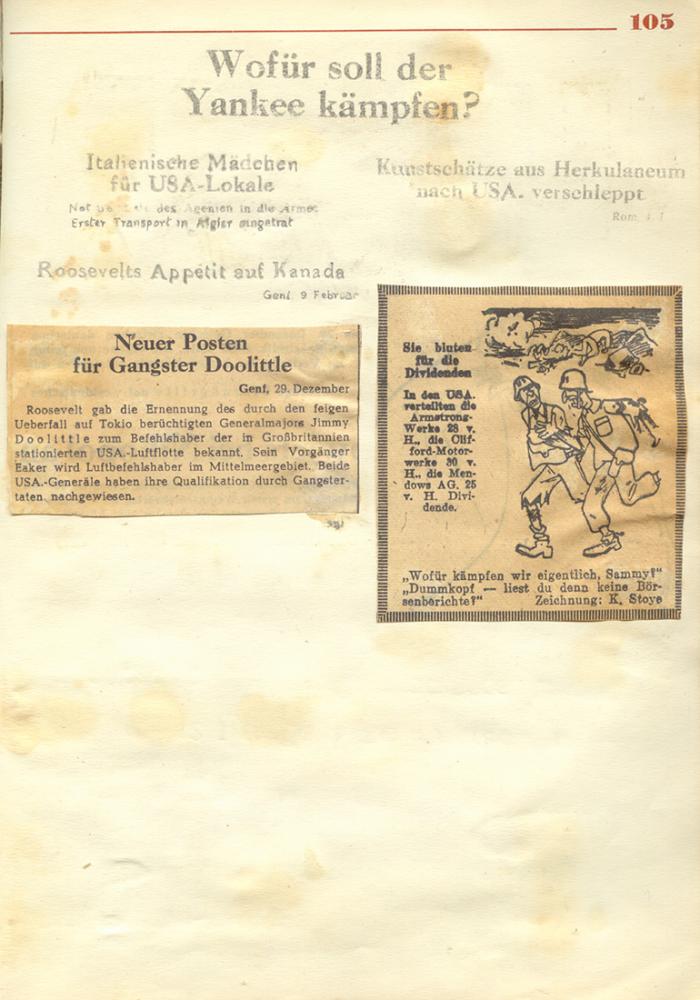 105
Wofür soll der
Yankee kämpfen?
Italienische Mädchen
für USA-Lokale
des Agenten in die Armee
Erster Transport in Algier eingetrat
Kunstschätze aus Herkulaneum
nach USA. verschleppt
Rom
Roosevelts Appetit auf Kanada
Genf 9 Februar
Neuer Posten
für Gangster Doolittle
Genf, 29. Dezember
Roosevelt gab die Ernennung des durch den feigen
Ueberfall auf Tokio berüchtigten Generalmajors Jimmy
Doolittle zum Befehlshaber der in Großbritannien
stationierten USA.-Luftflotte bekannt. Sein Vorgänger
Eaker wird Luftbefehlshaber im Mittelmeergebiet. Beide
USA.-Generäle haben ihre Qualifikation durch Gangster-
taten nachgewiesen.
Sie bluten
für die
Dividenden
In den USA.
verteilten die
Armstrong-
Werke 28 v.
H., die Clif-
ford-Motor-
werke 30 v.
H., die Men-
dows AG. 25
v. H. Divi-
dende.
„Wofür kämpfen wir eigentlich, Sammy?“
„Dummkopf — liest du denn keine Bör-
senberichte?“ Zeichnung: K. Stoye